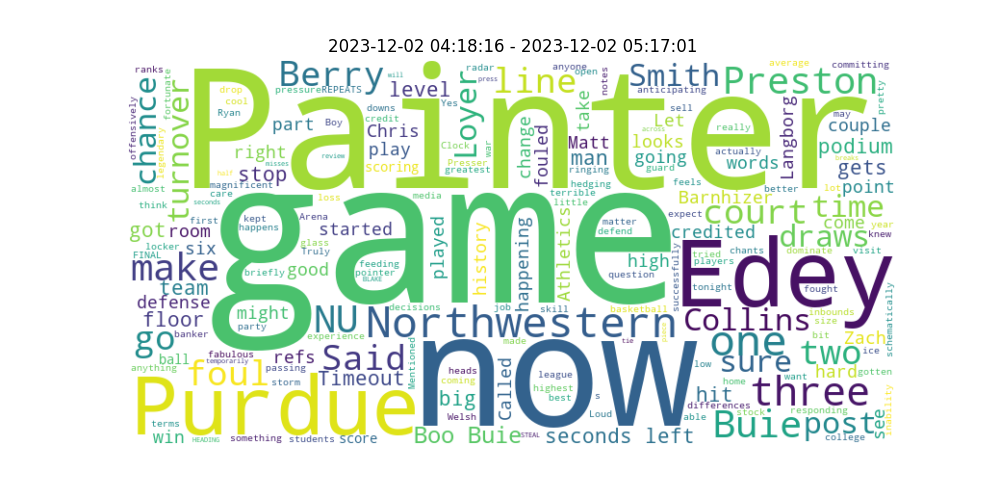 2023-12-02 04:18:16 - 2023-12-02 05:17:01
offensively
ranks
legendary
fortunate
drop
cool
Ryan
Berry
pressure
REPEATS
level
radar
press
anyone
open
notes
Smith
anticipating
average
committing
Preston
pretty
will
downs
credit
Yes
Loyer
line
take
sell
may
couple
chance
turnover
Painter
part
Boy
Chris
play
scoring
Clock
Presser
greatest
war
change
fouled
Matt
man
ringing
hedging
Let
looks
going
guard
really
actually
words
across
Langborg
podium
gets
point
right
stop
review
misses
magnificent
care
loss
half
seconds
media
feels
terrible
little
Barnhizer
better
lot
breaks
year
almost
think
got
room
locker
FINAL
first
six
kept
happens
Arena
Truly
started
game
played
history
happening
Athletics
matter
defend
high
question
credited
expect
court
time
come
knew
draws
chants
players
tried
dominate
visit
tonight
fought
successfully
make
team
defense
floor
briefly
good
glass
feeding
pointer
BLAKE
decisions
job
skill
basketball
Edey
schematically
might
party
NU
Northwestern
Collins
inbounds
size
bit
Zach
ice
go
banker
ball
anything
fabulous
temporarily
refs
passing
experience
Said
Timeout
Mentioned
now
made
tie
poor
one
two
sure
hard
gotten
low
foul
storm
heads
coming
big
Welsh
league
highest
best
Called
s
Loud
able
hit
home
differences
stock
want
three
responding
inability
Purdue
terms
win
HEADING
something
students
score
Boo Buie
STEAL
seconds left
Buie
post
college
see